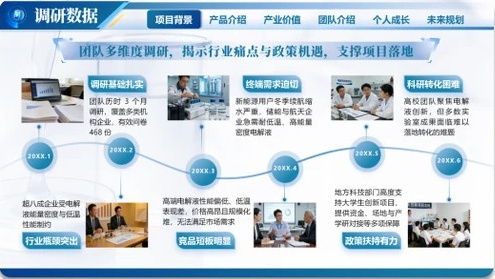 调研数据
项目背景 产品介绍 产业价值 团队介绍 个人成长 未来规划
团队多维度调研，揭示行业痛点与政策机遇，支撑项目落地
调研基础扎实
团队历时 3 个月
调研，覆盖多类机
构企业，有效问卷
468 份
终端需求迫切
新能源用户冬季续航缩
水严重，储能与航天企
业急需耐低温、高能量
密度电解液
科研转化困难
高校团队聚焦电解
液创新，但多数实
验室成果面临难以
落地转化的难题
20XX.1
20XX.2
20XX.3
20XX.4
20XX.5
20XX.6
超八成企业受电解
液能量密度与低温
性能制约
行业瓶颈突出
高端电解液性能偏低、低温
表现差，价格高昂且规模化
难，无法满足市场需求
竞品短板明显
地方科技部门高度支
持大学生创新项目，
提供资金、场地与产
学研对接等多项保障
政策扶持有力